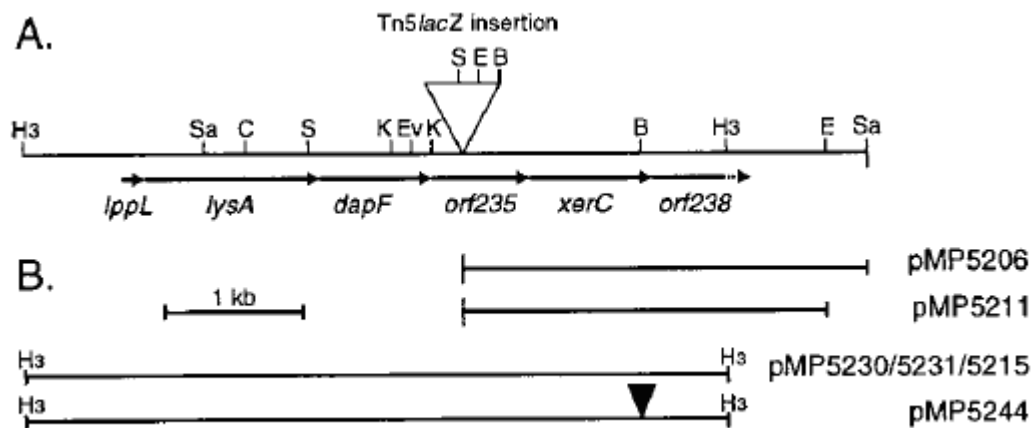 A.
Tn5lacZ insertion
S E B
H3 Sa C S K Ev K B H3 E Sa
lppL lysA dapF orf235 xerC orf238
B.
pMP5206
1 kb
pMP5211
H3 H3 pMP5230/5231/5215
H3 H3 pMP5244